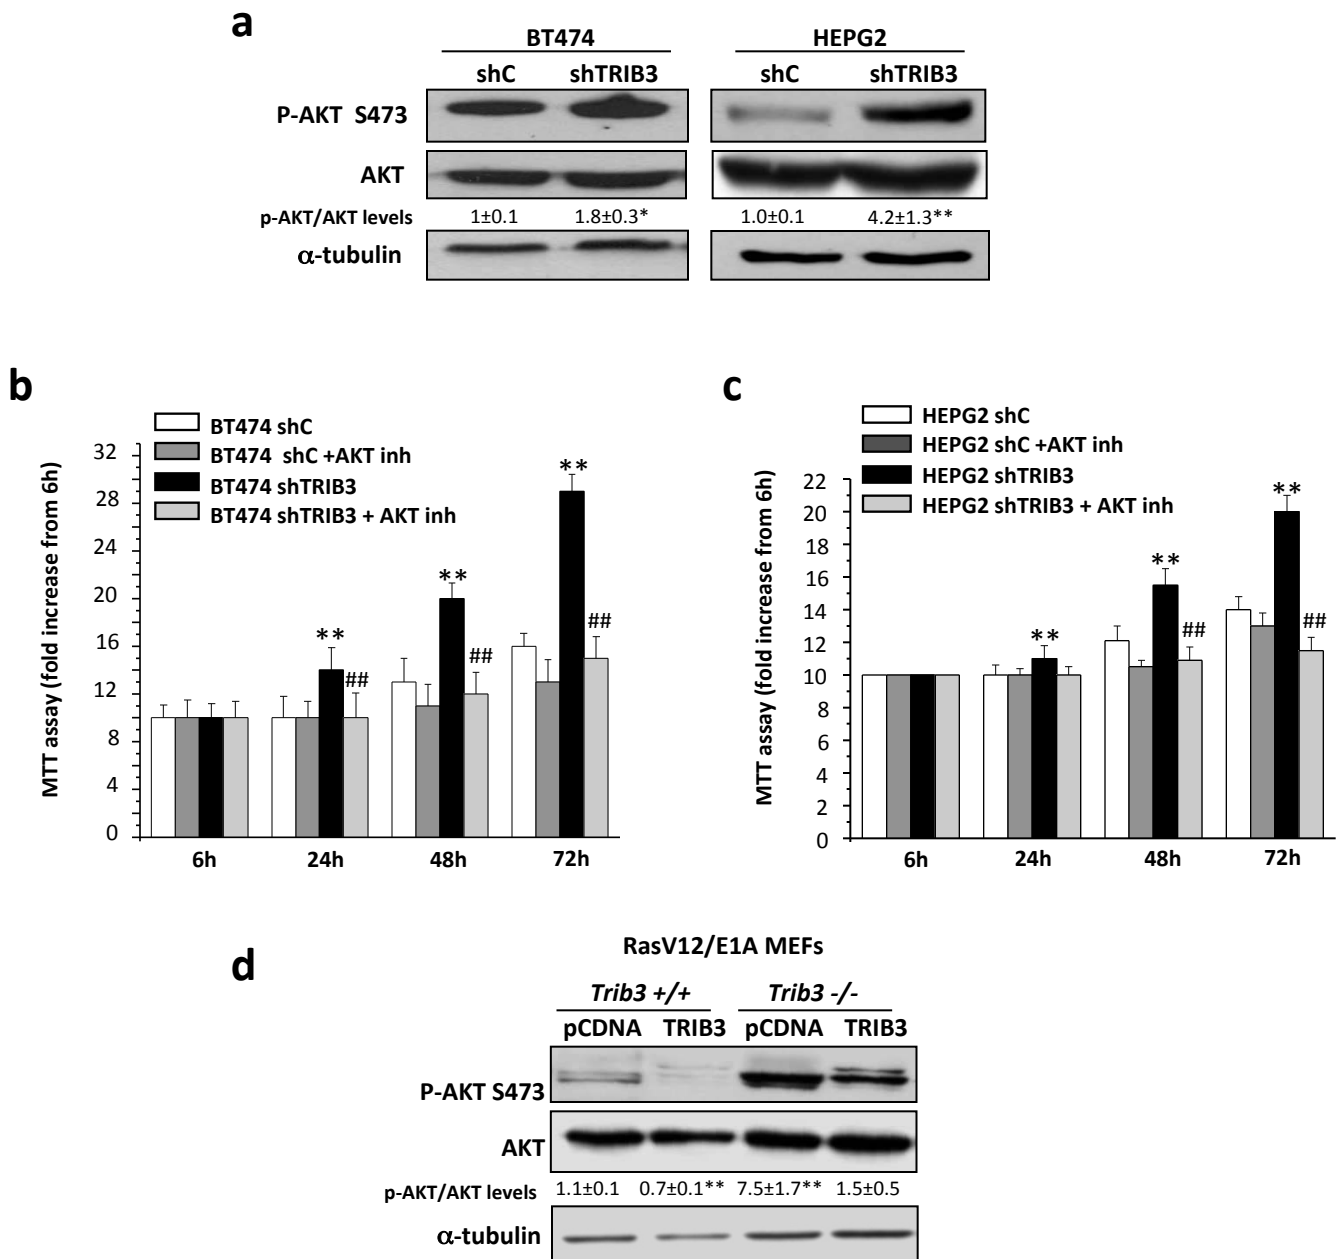 a
BT474 HEPG2
shC shTRIB3 shC shTRIB3
P-AKT S473
AKT
p-AKT/AKT levels 1±0.1 1.8±0.3* 1.0±0.1 4.2±1.3**
α-tubulin
b
BT474 shC
BT474 shC +AKT inh
BT474 shTRIB3
BT474 shTRIB3 + AKT inh
MTT assay (fold increase from 6h)
32
28
24
20
16
12
8
4
0
** ** **
## ## ##
6h 24h 48h 72h
c
HEPG2 shC
HEPG2 shC +AKT inh
HEPG2 shTRIB3
HEPG2 shTRIB3 + AKT inh
MTT assay (fold increase from 6h)
22
20
18
16
14
12
10
8
6
4
2
0
** ** **
## ##
6h 24h 48h 72h
d
RasV12/E1A MEFs
Trib3 +/+ Trib3 -/-
pCDNA TRIB3 pCDNA TRIB3
P-AKT S473
AKT
p-AKT/AKT levels 1.1±0.1 0.7±0.1** 7.5±1.7** 1.5±0.5
α-tubulin